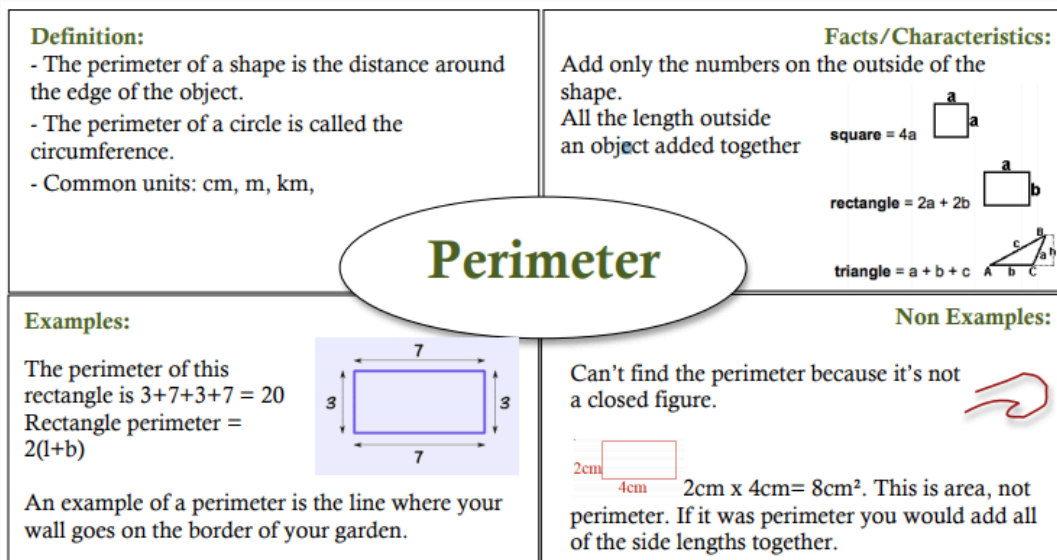 Definition:
- The perimeter of a shape is the distance around
the edge of the object.
- The perimeter of a circle is called the
circumference.
- Common units: cm, m, km,
Facts/Characteristics:
Add only the numbers on the outside of the
shape.
All the length outside
an object added together
a
a
square = 4a
a
b
rectangle = 2a + 2b
B
c
a
h
A
b
C
triangle = a + b + c
Perimeter
Examples:
The perimeter of this
rectangle is 3+7+3+7 = 20
Rectangle perimeter =
2(l+b)
7
3
3
7
An example of a perimeter is the line where your
wall goes on the border of your garden.
Non Examples:
Can't find the perimeter because it's not
a closed figure.
2cm
4cm
2cm x 4cm= 8cm². This is area, not
perimeter. If it was perimeter you would add all
of the side lengths together.